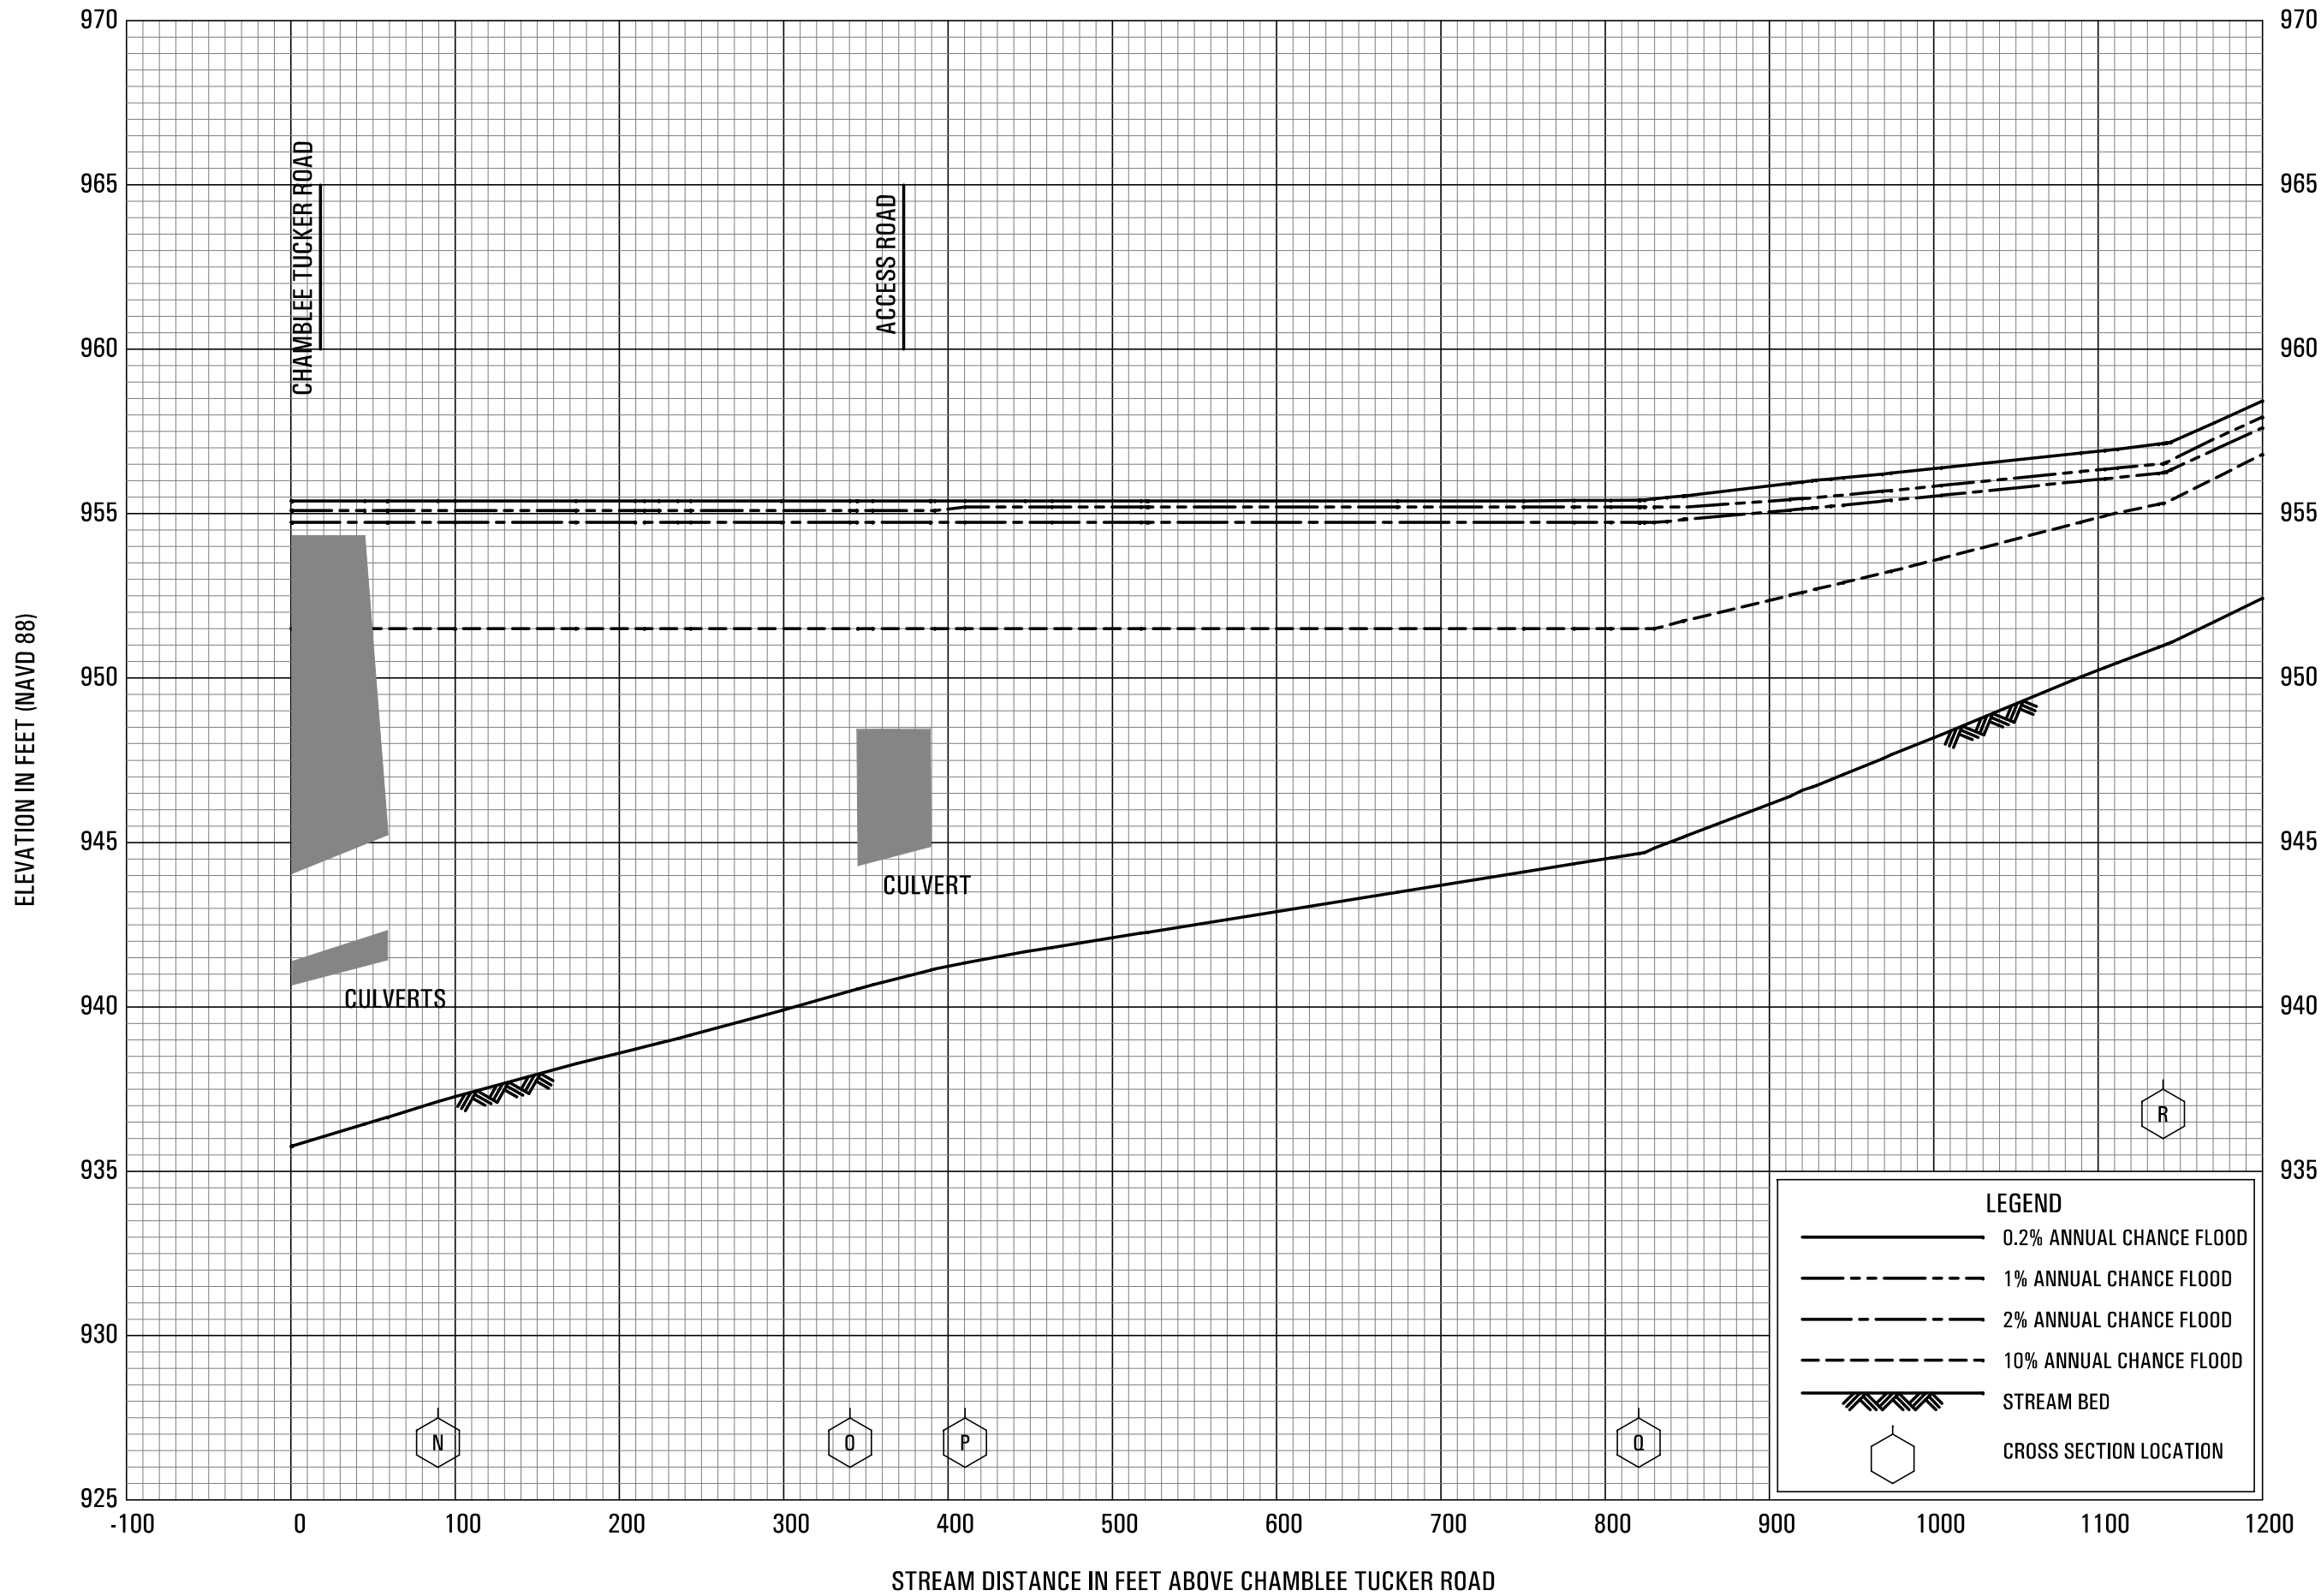 970
965
960
955
950
945
940
935
930
925
970
965
960
955
950
945
940
935
ELEVATION IN FEET (NAVD 88)
CHAMBLEE TUCKER ROAD
ACCESS ROAD
CULVERT
CULVERTS
N
O
P
Q
R
LEGEND
0.2% ANNUAL CHANCE FLOOD
1% ANNUAL CHANCE FLOOD
2% ANNUAL CHANCE FLOOD
10% ANNUAL CHANCE FLOOD
STREAM BED
CROSS SECTION LOCATION
-100 0 100 200 300 400 500 600 700 800 900 1000 1100 1200
STREAM DISTANCE IN FEET ABOVE CHAMBLEE TUCKER ROAD